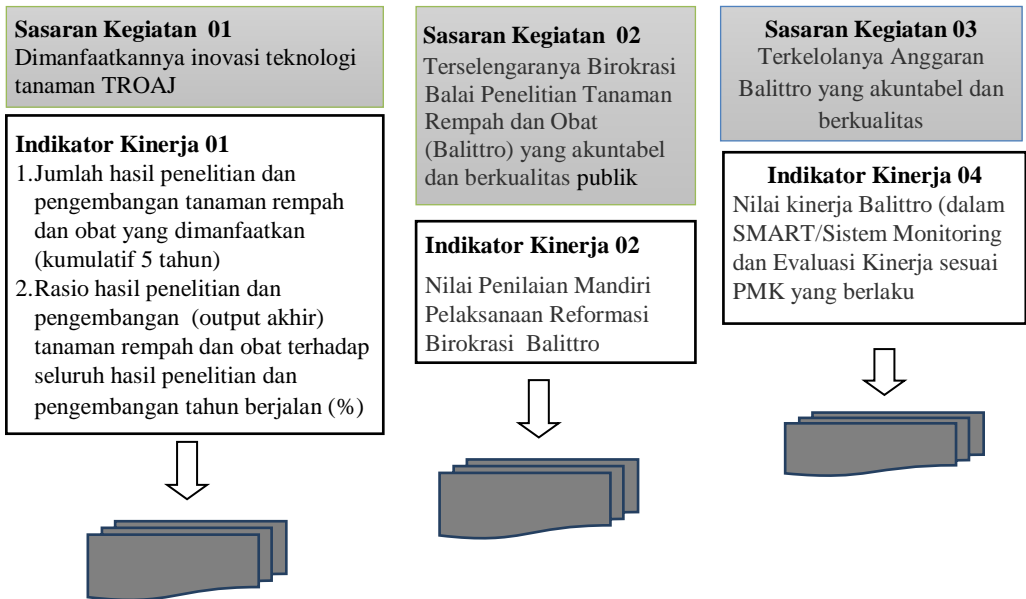 Sasaran Kegiatan 01
Dimanfaatkannya inovasi teknologi
tanaman TROAJ
Indikator Kinerja 01
1.Jumlah hasil penelitian dan
pengembangan tanaman rempah
dan obat yang dimanfaatkan
(kumulatif 5 tahun)
2.Rasio hasil penelitian dan
pengembangan (output akhir)
tanaman rempah dan obat terhadap
seluruh hasil penelitian dan
pengembangan tahun berjalan (%)
Sasaran Kegiatan 02
Terselengaranya Birokrasi
Balai Penelitian Tanaman
Rempah dan Obat
(Balittro) yang akuntabel
dan berkualitas publik
Indikator Kinerja 02
Nilai Penilaian Mandiri
Pelaksanaan Reformasi
Birokrasi Balittro
Sasaran Kegiatan 03
Terkelolanya Anggaran
Balittro yang akuntabel dan
berkualitas
Indikator Kinerja 04
Nilai kinerja Balittro (dalam
SMART/Sistem Monitoring
dan Evaluasi Kinerja sesuai
PMK yang berlaku